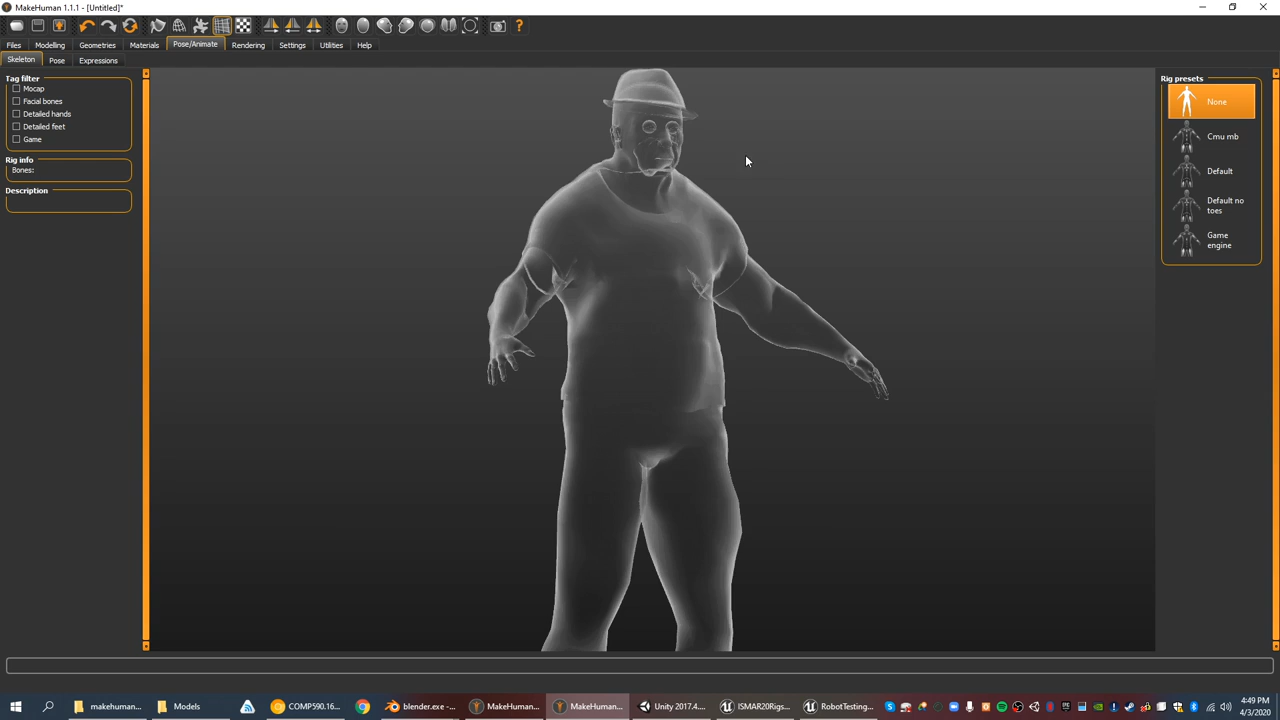 MakeHuman 1.1.1 - [Untitled]*
Files Modelling Geometries Materials Pose/Animate Rendering Settings Utilities Help
Skeleton Pose Expressions
Tag filter
Mocap
Facial bones
Detailed hands
Detailed feet
Game
Rig info
Bones:
Description
Rig presets
None
Cmu mb
Default
Default no
toes
Game
engine
makehuman... Models COMP590.16... blender.exe -... MakeHuman... MakeHuman... Unity 2017.4.... ISMAR20Rigs... RobotTesting...
4:49 PM
4/3/2020